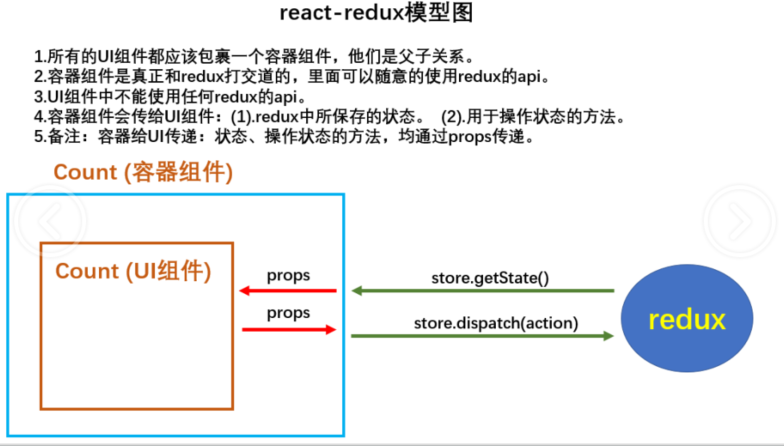 react-redux模型图
1.所有的UI组件都应该包裹一个容器组件，他们是父子关系。
2.容器组件是真正和redux打交道的，里面可以随意的使用redux的api。
3.UI组件中不能使用任何redux的api。
4.容器组件会传给UI组件：(1).redux中所保存的状态。 (2).用于操作状态的方法。
5.备注：容器给UI传递：状态、操作状态的方法，均通过props传递。
Count (容器组件)
Count (UI组件)
props
props
store.getState()
store.dispatch(action)
redux